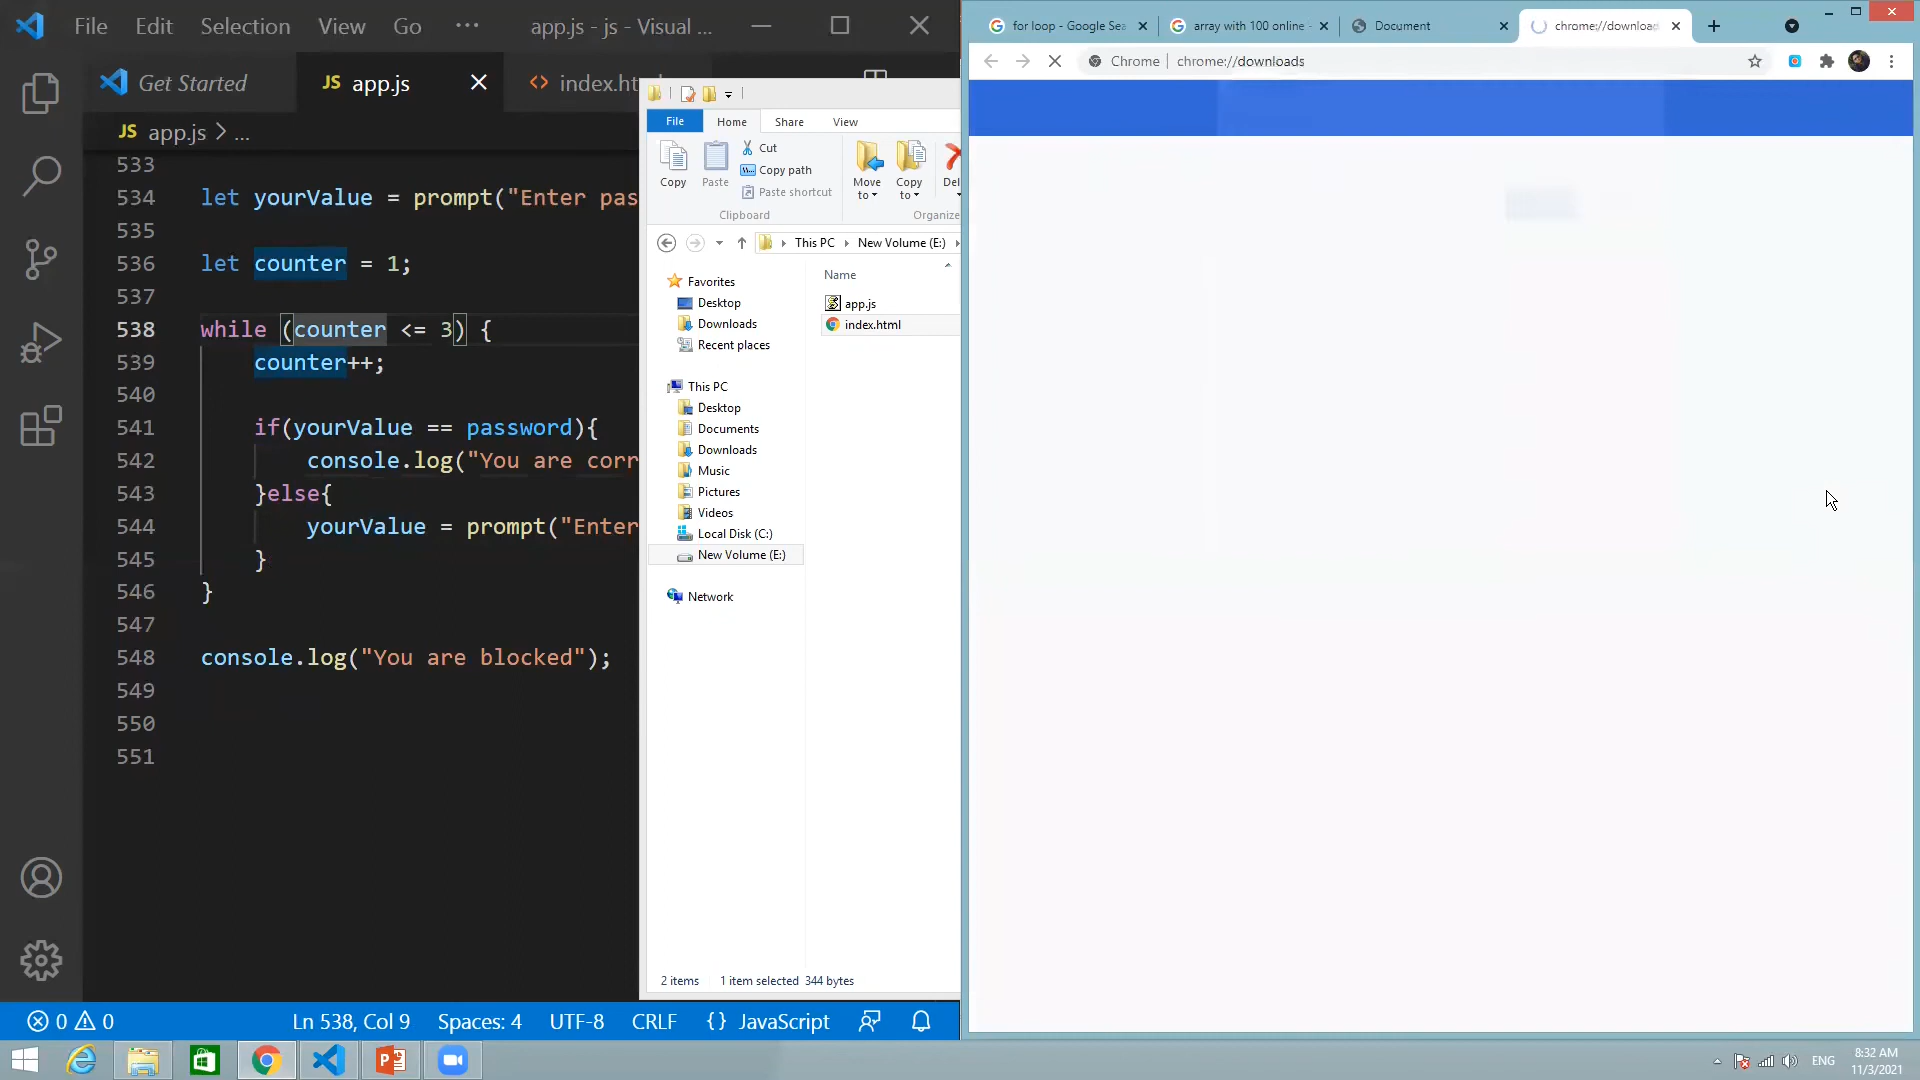 File Edit Selection View Go ··· app.js - js - Visual ...
Get Started
JS app.js
<> index.ht
JS app.js > ...
533
534 let yourValue = prompt("Enter pas
535
536 let counter = 1;
537
538 while (counter <= 3) {
539 counter++;
540
541 if(yourValue == password){
542 console.log("You are corr
543 }else{
544 yourValue = prompt("Enter
545 }
546 }
547
548 console.log("You are blocked");
549
550
551
0 0 Ln 538, Col 9 Spaces: 4 UTF-8 CRLF {} JavaScript
File Home Share View
Copy
Paste
Cut
Copy path
Paste shortcut
Move to
Copy to
Del
Clipboard
Organize
This PC New Volume (E:)
Favorites
Desktop
Downloads
Recent places
This PC
Desktop
Documents
Downloads
Music
Pictures
Videos
Local Disk (C:)
New Volume (E:)
Network
Name
app.js
index.html
2 items 1 item selected 344 bytes
for loop - Google Sea
array with 100 online -
Document
chrome://download
Chrome | chrome://downloads
ENG
8:32 AM
11/3/2021